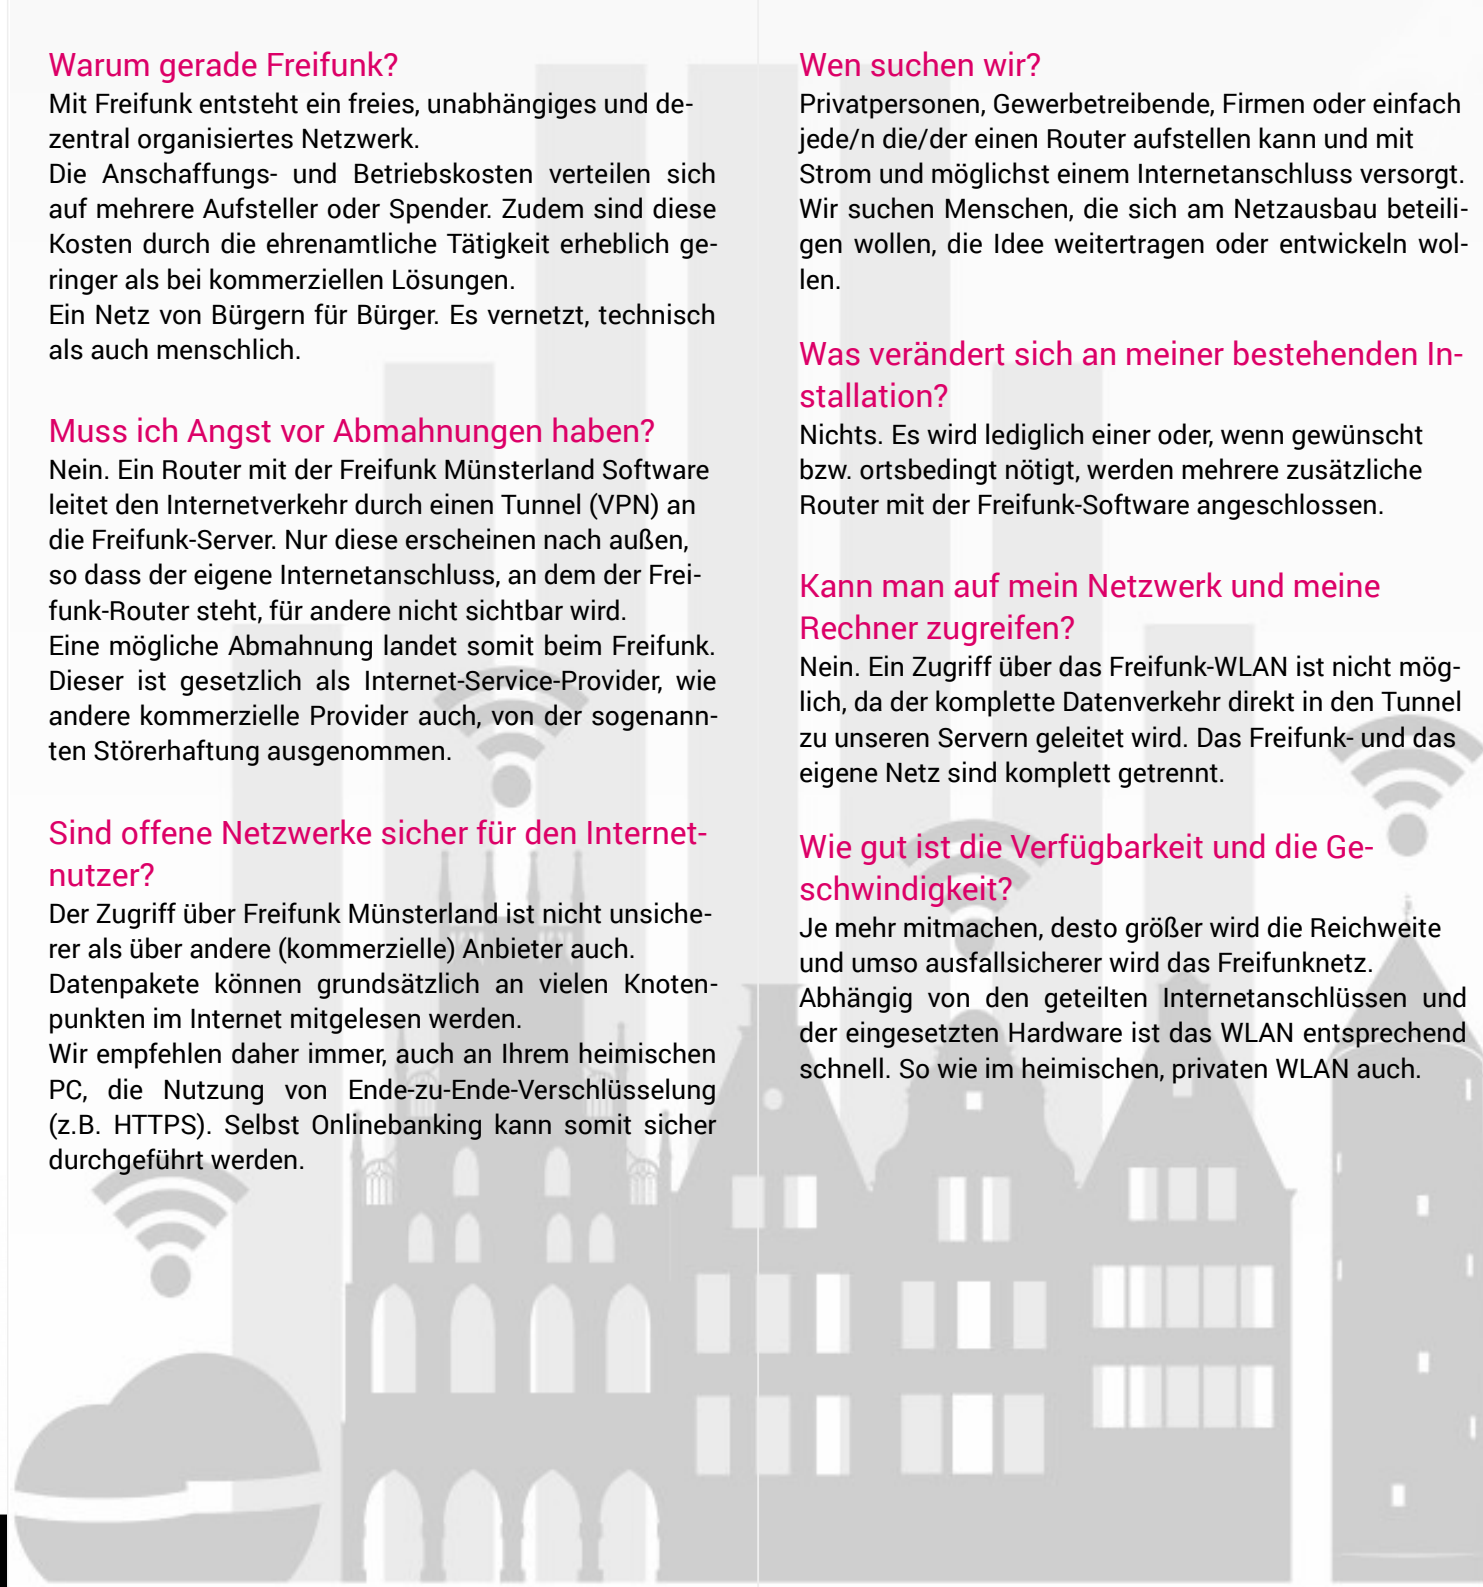 Warum gerade Freifunk?
Mit Freifunk entsteht ein freies, unabhängiges und de-
zentral organisiertes Netzwerk.
Die Anschaffungs- und Betriebskosten verteilen sich
auf mehrere Aufsteller oder Spender. Zudem sind diese
Kosten durch die ehrenamtliche Tätigkeit erheblich ge-
ringer als bei kommerziellen Lösungen.
Ein Netz von Bürgern für Bürger. Es vernetzt, technisch
als auch menschlich.
Muss ich Angst vor Abmahnungen haben?
Nein. Ein Router mit der Freifunk Münsterland Software
leitet den Internetverkehr durch einen Tunnel (VPN) an
die Freifunk-Server. Nur diese erscheinen nach außen,
so dass der eigene Internetanschluss, an dem der Frei-
funk-Router steht, für andere nicht sichtbar wird.
Eine mögliche Abmahnung landet somit beim Freifunk.
Dieser ist gesetzlich als Internet-Service-Provider, wie
andere kommerzielle Provider auch, von der sogenann-
ten Störerhaftung ausgenommen.
Sind offene Netzwerke sicher für den Internet-
nutzer?
Der Zugriff über Freifunk Münsterland ist nicht unsiche-
rer als über andere (kommerzielle) Anbieter auch.
Datenpakete können grundsätzlich an vielen Knoten-
punkten im Internet mitgelesen werden.
Wir empfehlen daher immer, auch an Ihrem heimischen
PC, die Nutzung von Ende-zu-Ende-Verschlüsselung
(z.B. HTTPS). Selbst Onlinebanking kann somit sicher
durchgeführt werden.
Wen suchen wir?
Privatpersonen, Gewerbetreibende, Firmen oder einfach
jede/n die/der einen Router aufstellen kann und mit
Strom und möglichst einem Internetanschluss versorgt.
Wir suchen Menschen, die sich am Netzausbau beteili-
gen wollen, die Idee weitertragen oder entwickeln wol-
len.
Was verändert sich an meiner bestehenden In-
stallation?
Nichts. Es wird lediglich einer oder, wenn gewünscht
bzw. ortsbedingt nötigt, werden mehrere zusätzliche
Router mit der Freifunk-Software angeschlossen.
Kann man auf mein Netzwerk und meine
Rechner zugreifen?
Nein. Ein Zugriff über das Freifunk-WLAN ist nicht mög-
lich, da der komplette Datenverkehr direkt in den Tunnel
zu unseren Servern geleitet wird. Das Freifunk- und das
eigene Netz sind komplett getrennt.
Wie gut ist die Verfügbarkeit und die Ge-
schwindigkeit?
Je mehr mitmachen, desto größer wird die Reichweite
und umso ausfallsicherer wird das Freifunknetz.
Abhängig von den geteilten Internetanschlüssen und
der eingesetzten Hardware ist das WLAN entsprechend
schnell. So wie im heimischen, privaten WLAN auch.